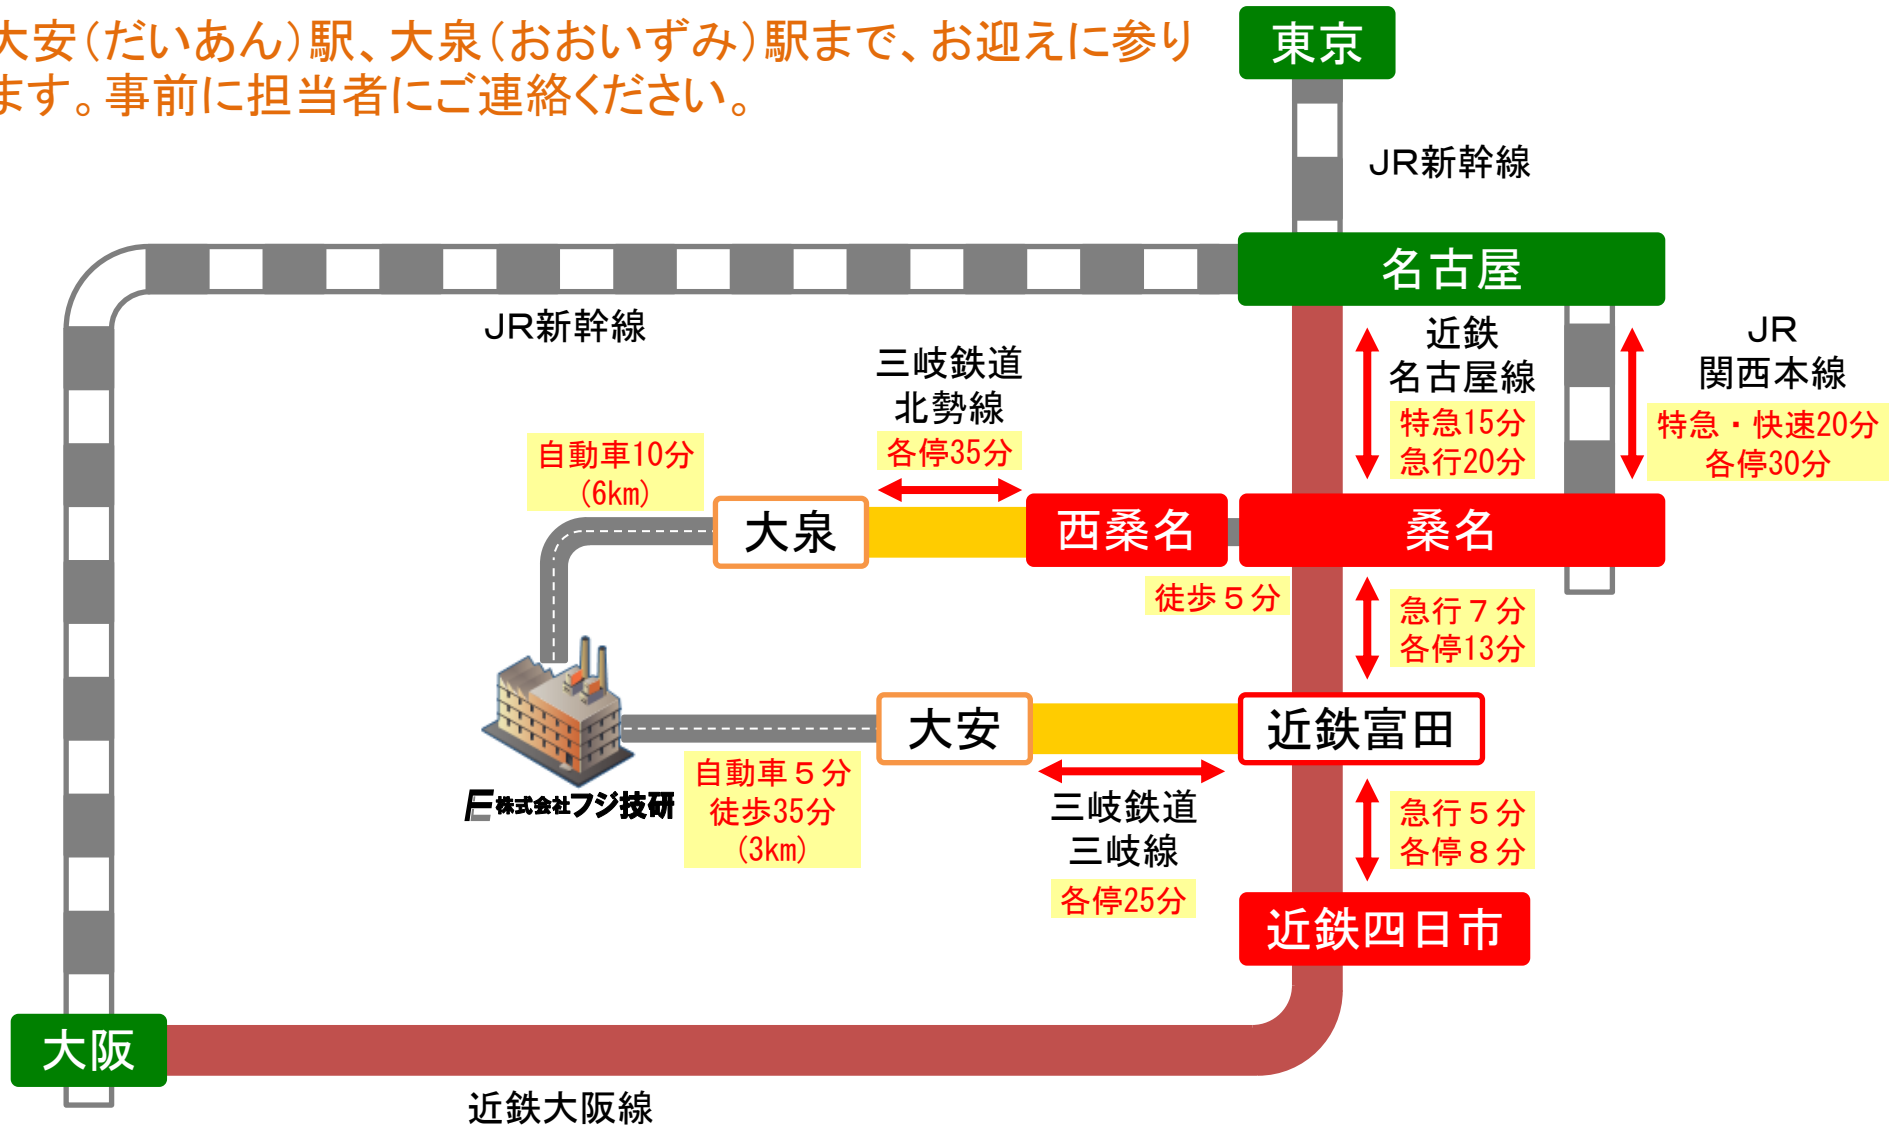 大安（だいあん）駅、大泉（おおいずみ）駅まで、お迎えに参り
ます。事前に担当者にご連絡ください。
東京
JR新幹線
名古屋
JR新幹線
近鉄
名古屋線
特急15分
急行20分
JR
関西本線
特急・快速20分
各停30分
三岐鉄道
北勢線
各停35分
自動車10分
(6km)
大泉
西桑名
桑名
徒歩５分
急行７分
各停13分
大安
近鉄富田
株式会社フジ技研
自動車５分
徒歩35分
(3km)
三岐鉄道
三岐線
各停25分
急行５分
各停８分
近鉄四日市
大阪
近鉄大阪線